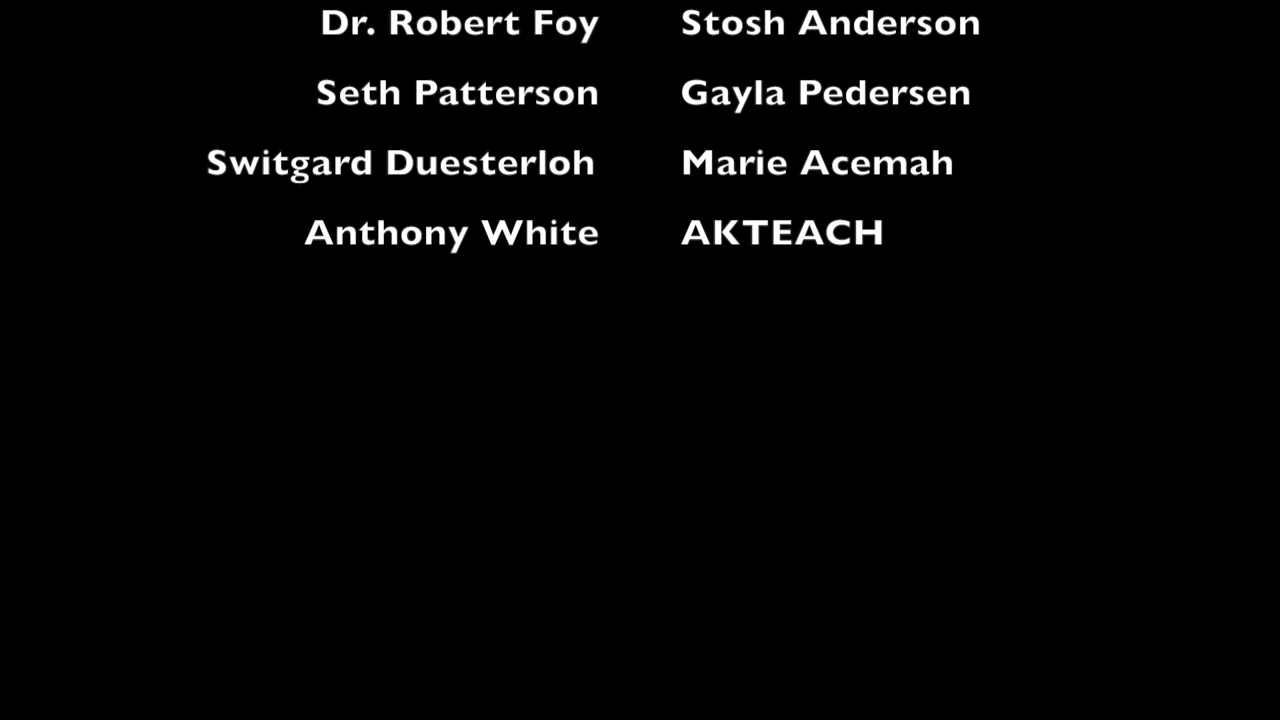 Dr. Robert Foy Stosh Anderson
Seth Patterson Gayla Pedersen
Switgard Duesterloh Marie Acemah
Anthony White AKTEACH